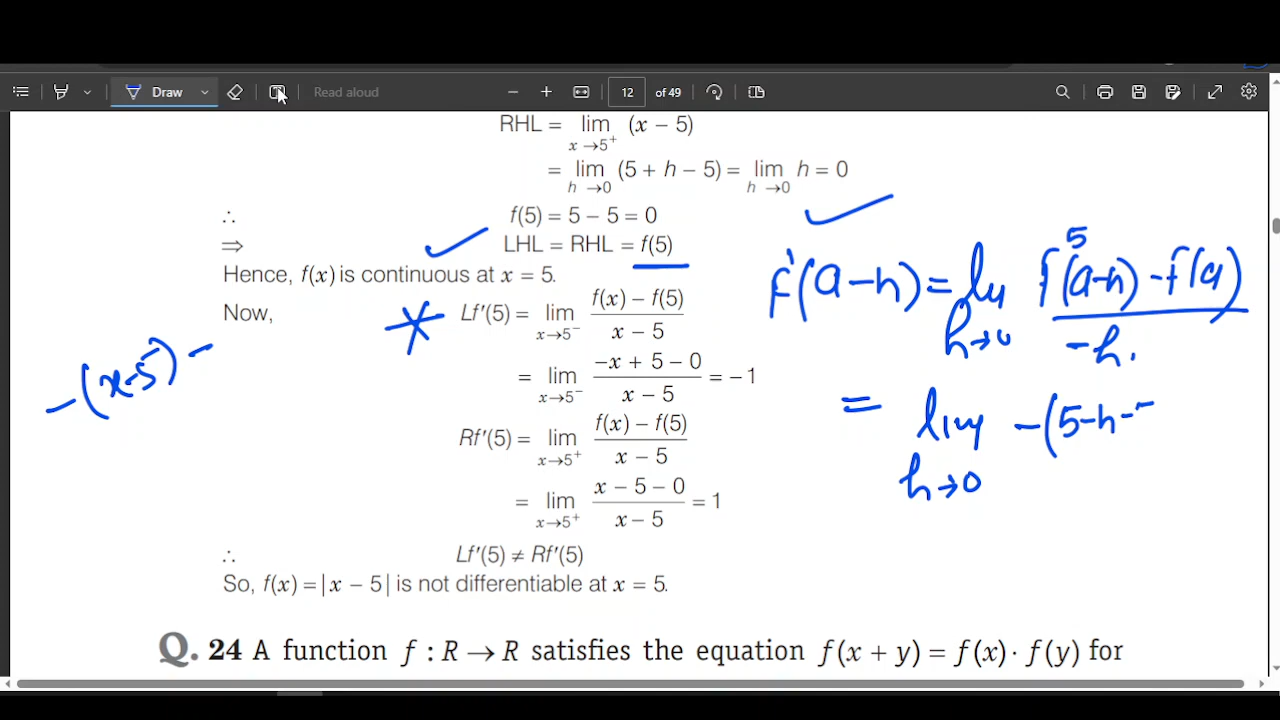 Draw
Read aloud
12 of 49
RHL = lim x→5⁺ (x − 5)
= lim h→0 (5 + h − 5) = lim h→0 h = 0
∴ f(5) = 5 − 5 = 0
⇒ LHL = RHL = f(5)
Hence, f(x) is continuous at x = 5.
Now, Lf′(5) = lim x→5⁻ (f(x) − f(5))/(x − 5)
= lim x→5⁻ (−x + 5 − 0)/(x − 5) = −1
Rf′(5) = lim x→5⁺ (f(x) − f(5))/(x − 5)
= lim x→5⁺ (x − 5 − 0)/(x − 5) = 1
∴ Lf′(5) ≠ Rf′(5)
So, f(x) = |x − 5| is not differentiable at x = 5.
Q. 24 A function f : R → R satisfies the equation f(x + y) = f(x) · f(y) for
−(x−5) −
5
f'(a−h) = lim h→0 (f(a−h) − f(a))/−h.
= lim h→0 −(5−h−